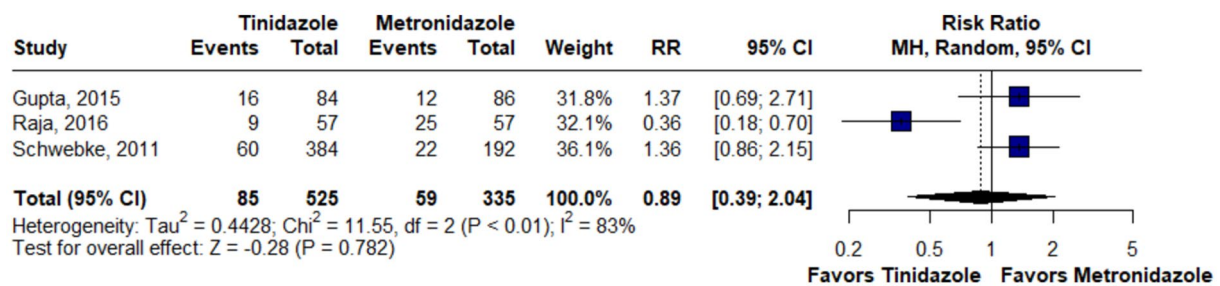 Tinidazole Metronidazole Risk Ratio
Study Events Total Events Total Weight RR 95% CI MH, Random, 95% CI
Gupta, 2015 16 84 12 86 31.8% 1.37 [0.69; 2.71]
Raja, 2016 9 57 25 57 32.1% 0.36 [0.18; 0.70]
Schwebke, 2011 60 384 22 192 36.1% 1.36 [0.86; 2.15]
Total (95% CI) 85 525 59 335 100.0% 0.89 [0.39; 2.04]
Heterogeneity: Tau² = 0.4428; Chi² = 11.55, df = 2 (P < 0.01); I² = 83%
Test for overall effect: Z = -0.28 (P = 0.782)
0.2 0.5 1 2 5
Favors Tinidazole Favors Metronidazole